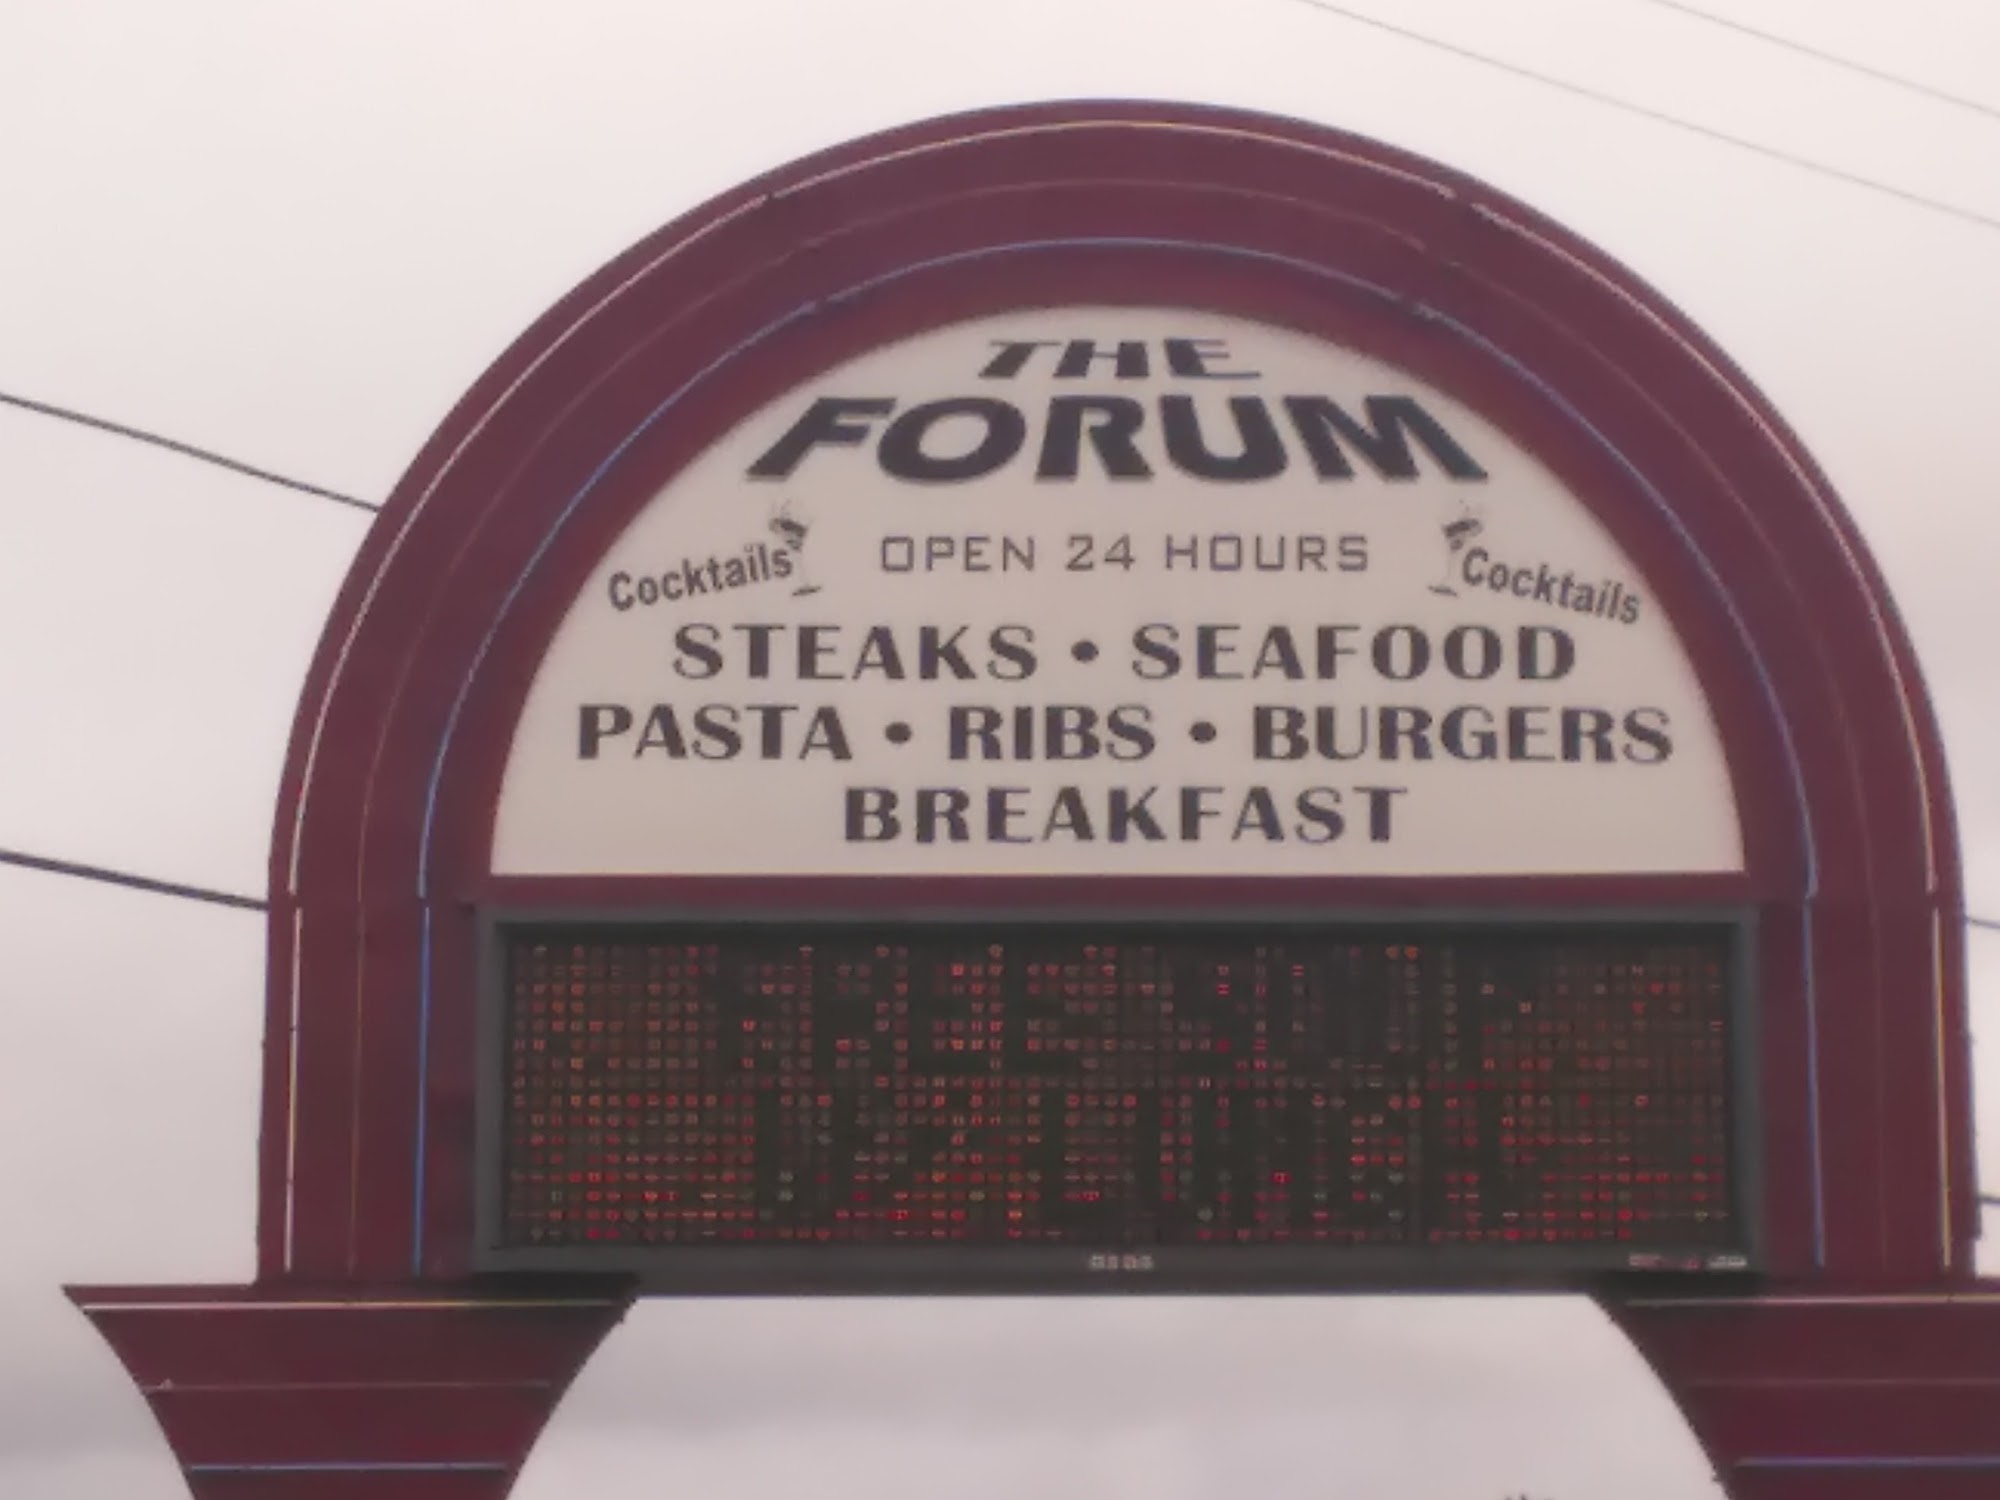 THE
FORUM
OPEN 24 HOURS
Cocktails
Cocktails
STEAKS • SEAFOOD
PASTA • RIBS • BURGERS
BREAKFAST